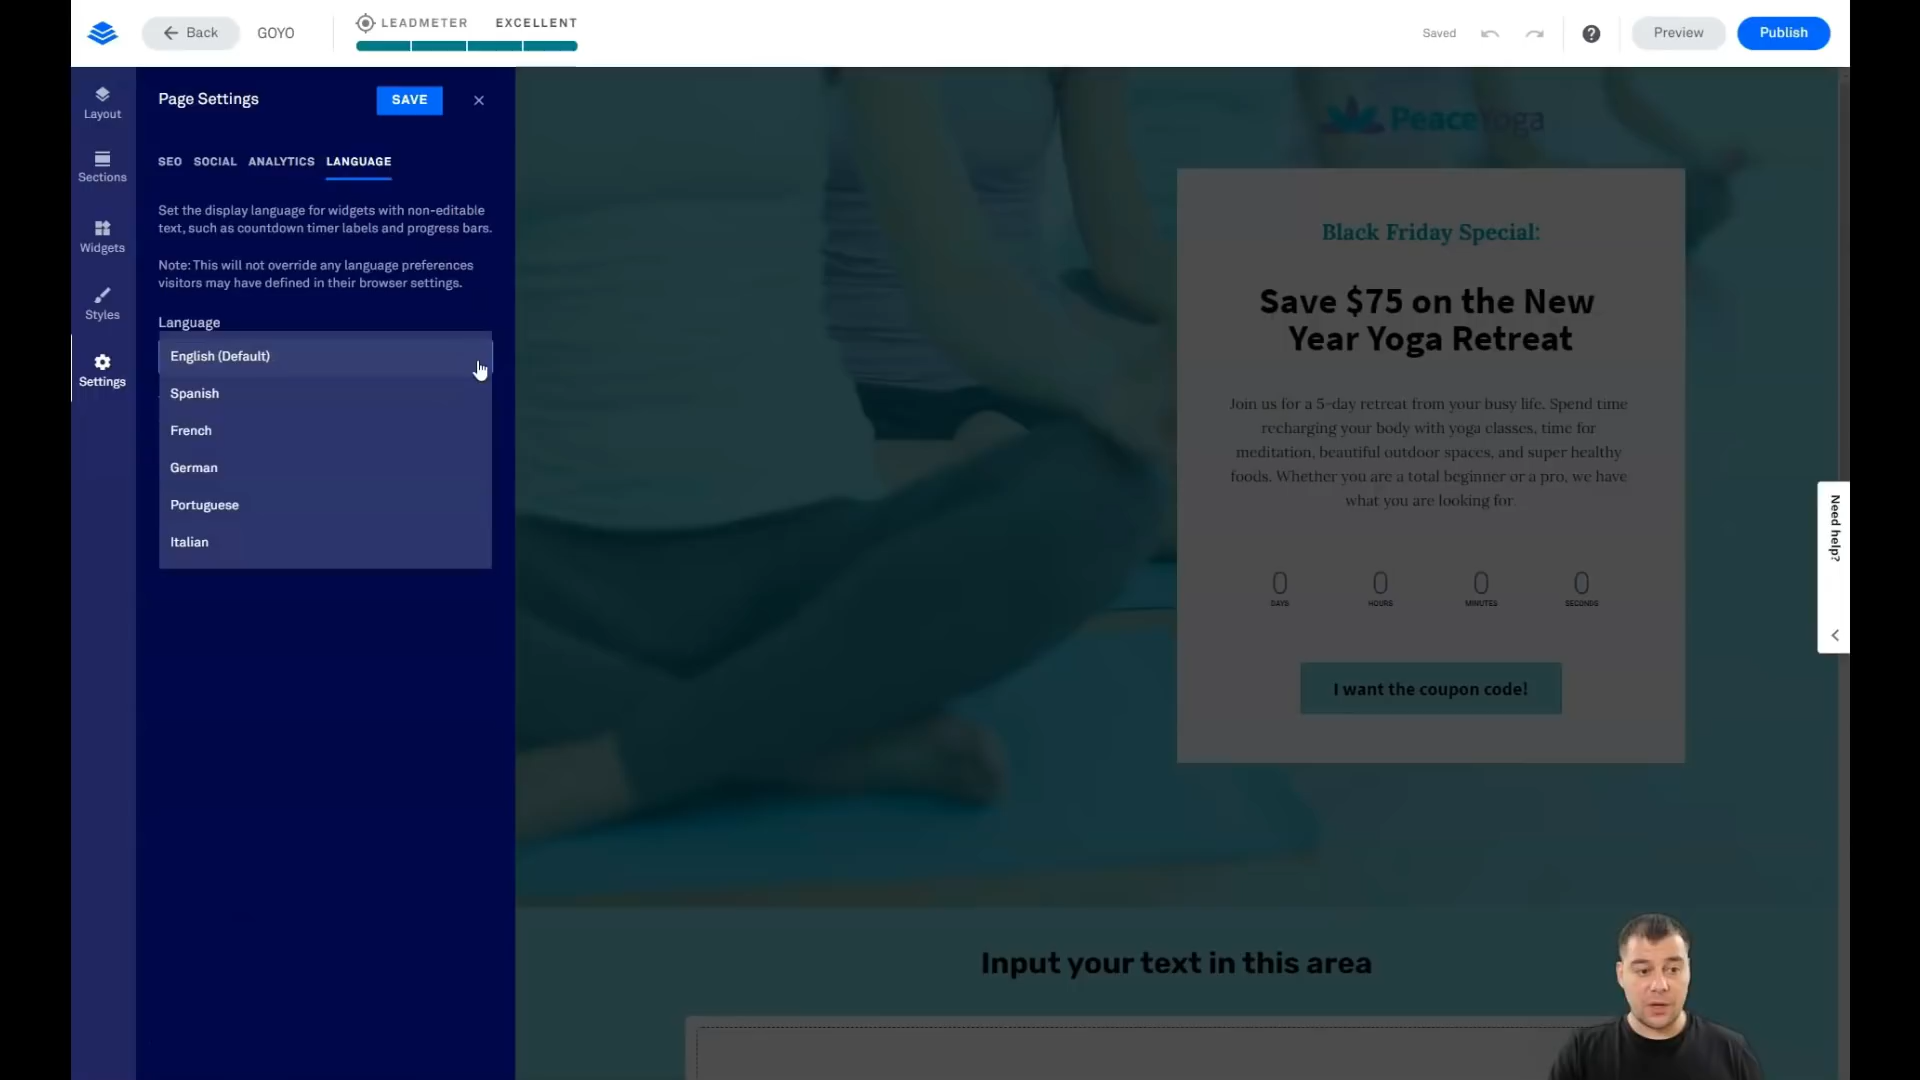 Back
GOYO
LEADMETER EXCELLENT
Saved
Preview
Publish
Layout
Sections
Widgets
Styles
Settings
Page Settings
SAVE
SEO SOCIAL ANALYTICS LANGUAGE
Set the display language for widgets with non-editable
text, such as countdown timer labels and progress bars.
Note: This will not override any language preferences
visitors may have defined in their browser settings.
Language
English (Default)
Spanish
French
German
Portuguese
Italian
PeaceYoga
Black Friday Special:
Save $75 on the New
Year Yoga Retreat
Join us for a 5-day retreat from your busy life. Spend time
recharging your body with yoga classes, time for
meditation, beautiful outdoor spaces, and super healthy
foods. Whether you are a total beginner or a pro, we have
what you are looking for.
0 0 0 0
DAYS HOURS MINUTES SECONDS
I want the coupon code!
Input your text in this area
Need help?